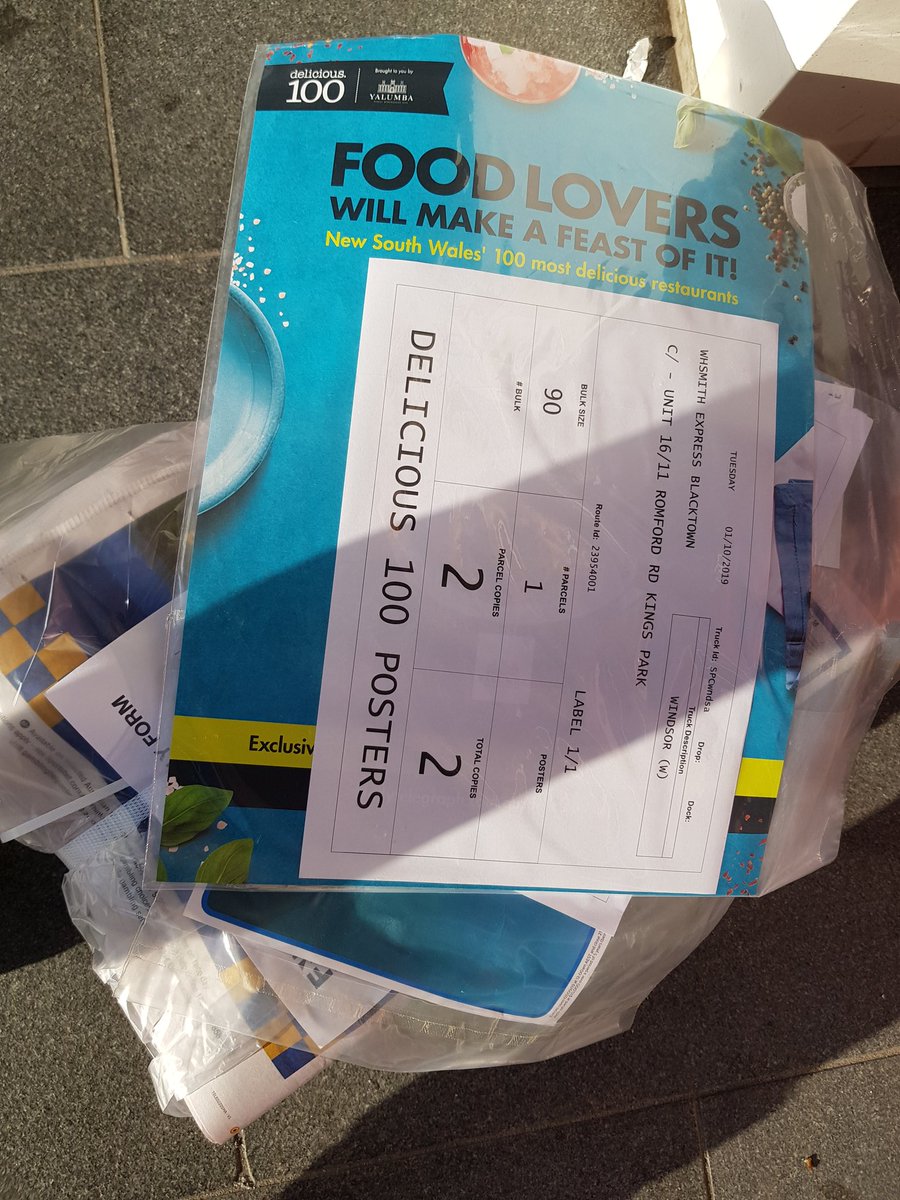 delicious.
100
Brought to you by
YALUMBA
FOOD LOVERS
WILL MAKE A FEAST OF IT!
New South Wales' 100 most delicious restaurants
TUESDAY 01/10/2019
Truck Id: SPCwndsa
Drop: Dock:
Truck Description
WINDSOR (W)
WHSMITH EXPRESS BLACKTOWN
C/ - UNIT 16/11 ROMFORD RD KINGS PARK
Route Id: 23954001
LABEL 1/1
BULK SIZE
90
# PARCELS
1
POSTERS
# BULK
PARCEL COPIES
2
TOTAL COPIES
2
DELICIOUS 100 POSTERS
Exclusiv
FORM